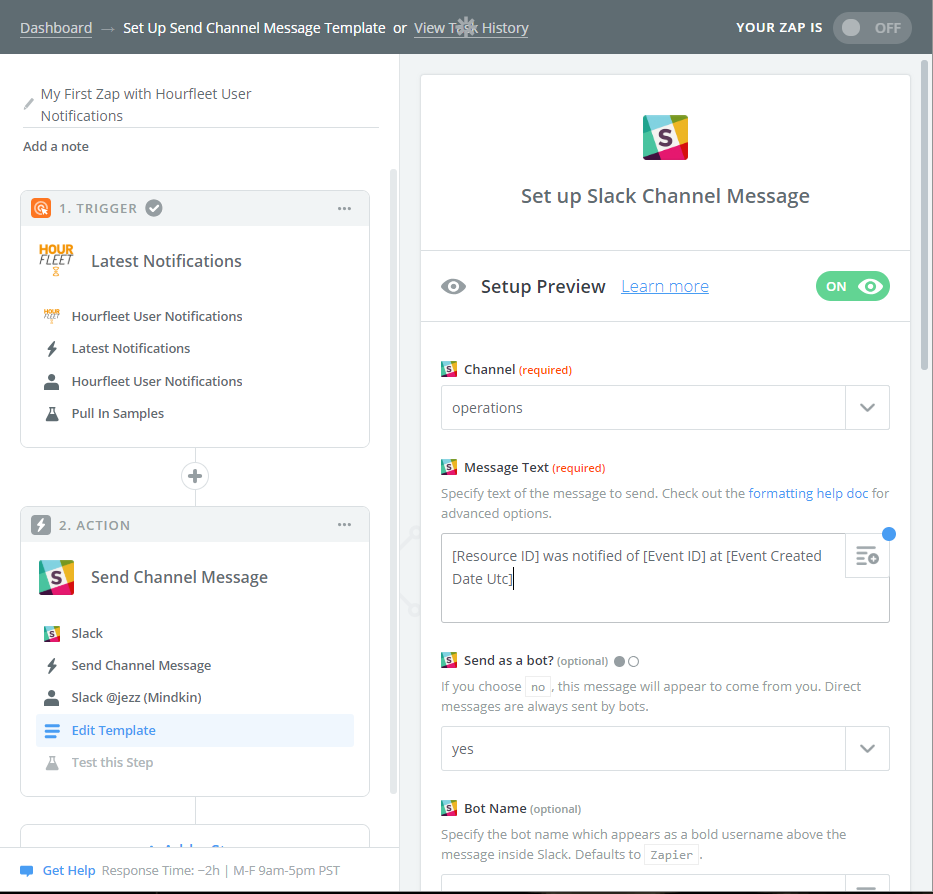 Dashboard → Set Up Send Channel Message Template or View Task History
YOUR ZAP IS OFF
My First Zap with Hourfleet User
Notifications
Add a note
1. TRIGGER
HOUR
FLEET
Latest Notifications
Hourfleet User Notifications
Latest Notifications
Hourfleet User Notifications
Pull In Samples
2. ACTION
S
Send Channel Message
Slack
Send Channel Message
Slack @jezz (Mindkin)
Edit Template
Test this Step
Get Help Response Time: ~2h | M-F 9am-5pm PST
S
Set up Slack Channel Message
Setup Preview Learn more
ON
Channel (required)
operations
Message Text (required)
Specify text of the message to send. Check out the formatting help doc for
advanced options.
[Resource ID] was notified of [Event ID] at [Event Created
Date Utc]
Send as a bot? (optional)
If you choose no , this message will appear to come from you. Direct
messages are always sent by bots.
yes
Bot Name (optional)
Specify the bot name which appears as a bold username above the
message inside Slack. Defaults to Zapier .